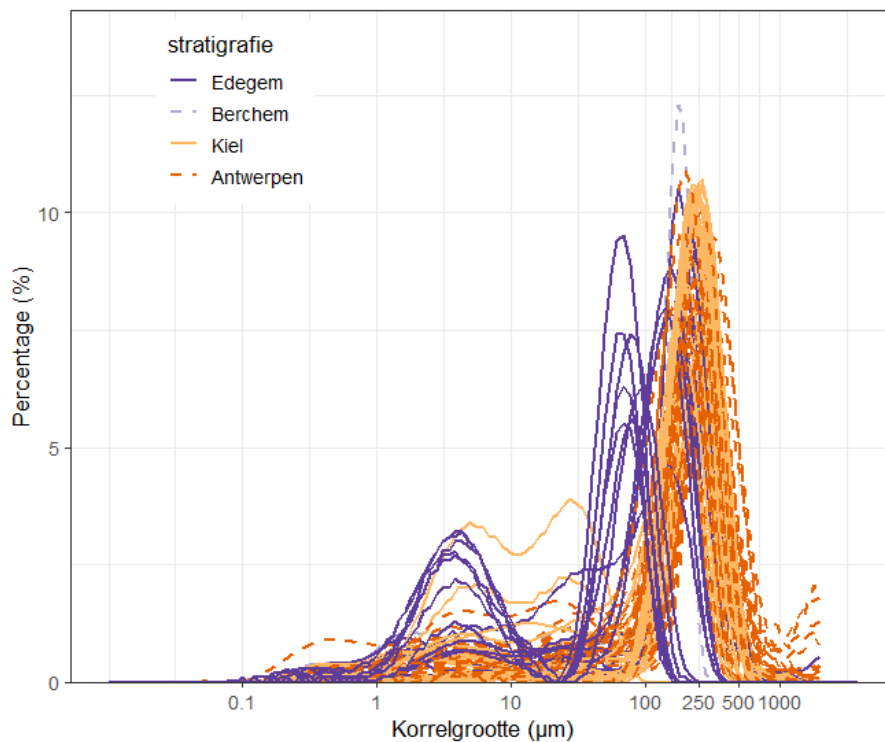 stratigrafie
Edegem
Berchem
Kiel
Antwerpen
Percentage (%)
10
5
0
0.1 1 10 100 250 500 1000
Korrelgrootte (µm)